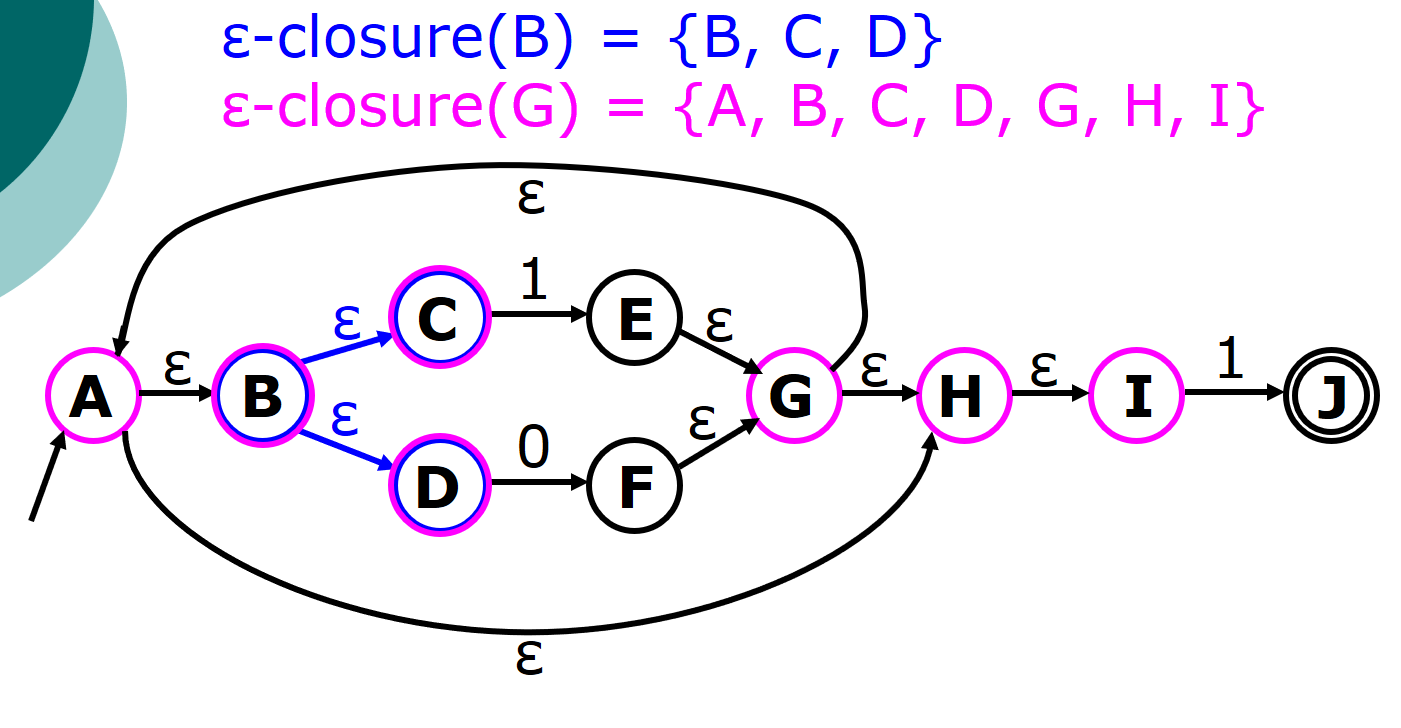 ε-closure(B) = {B, C, D}
ε-closure(G) = {A, B, C, D, G, H, I}
ε
C 1 E
ε ε
A ε B G ε H ε I 1 J
ε ε
D 0 F
ε